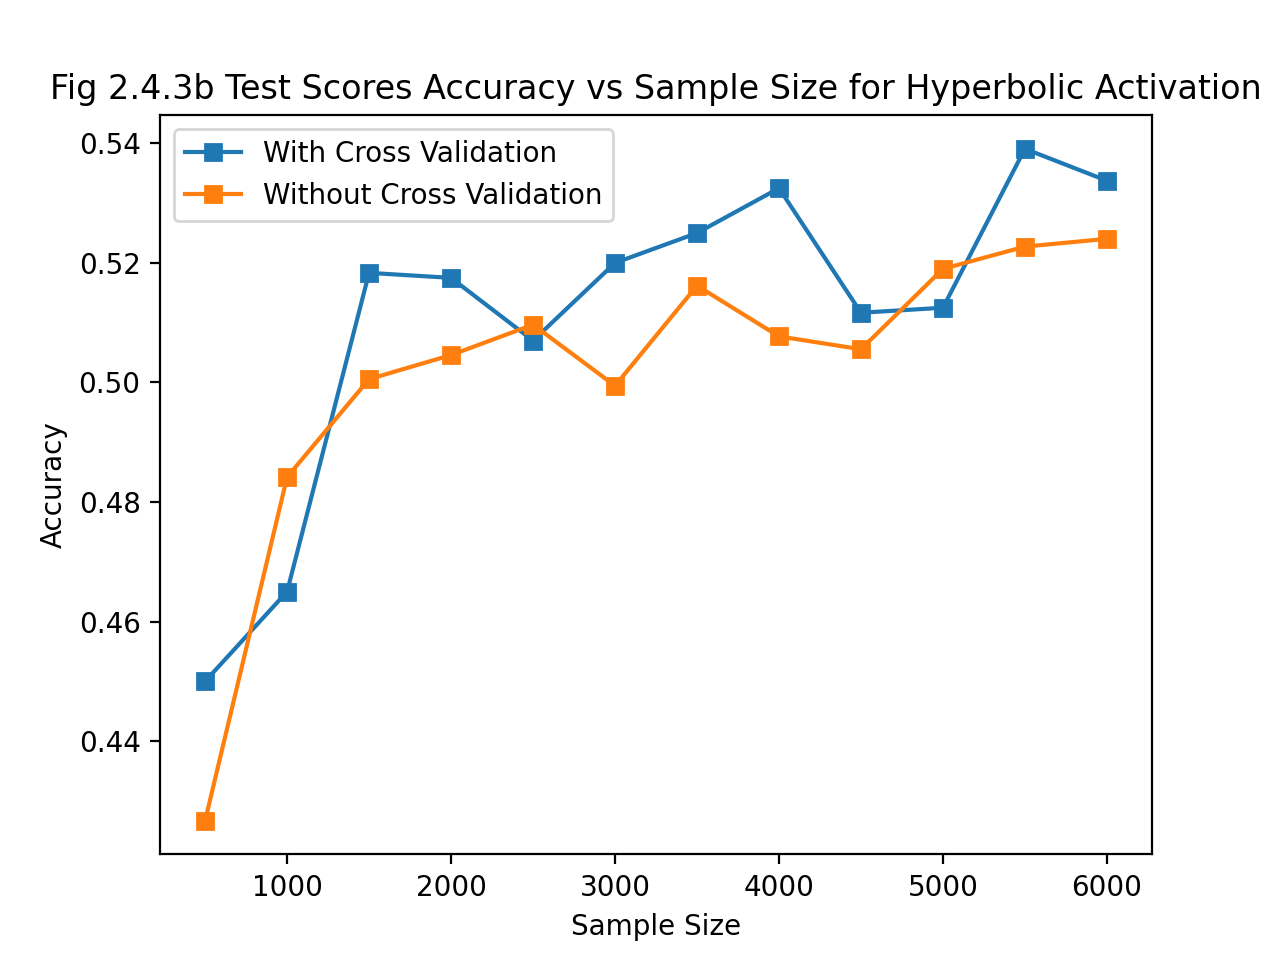 Fig 2.4.3b Test Scores Accuracy vs Sample Size for Hyperbolic Activation
With Cross Validation
Without Cross Validation
0.54
0.52
0.50
0.48
0.46
0.44
Accuracy
1000 2000 3000 4000 5000 6000
Sample Size